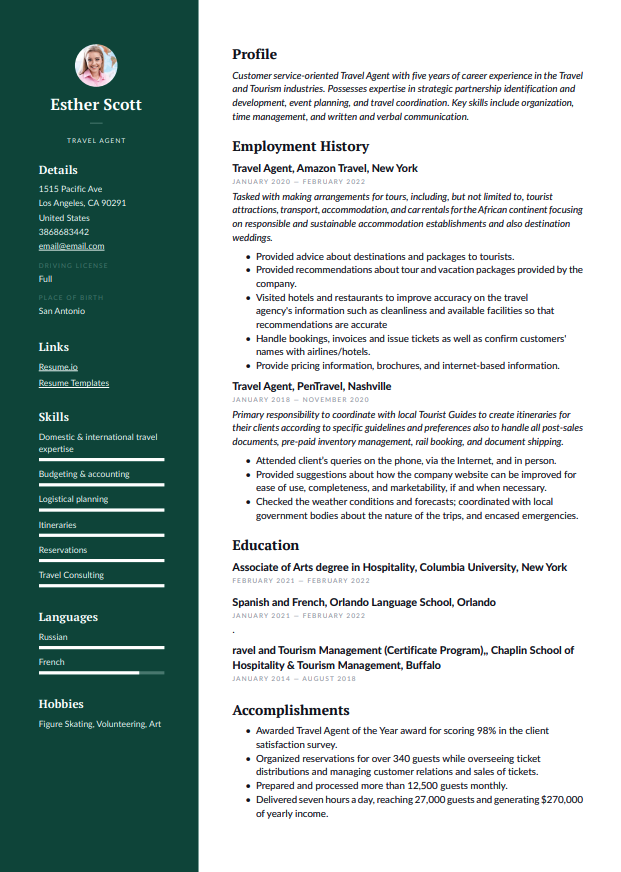 Esther Scott
TRAVEL AGENT
Details
1515 Pacific Ave
Los Angeles, CA 90291
United States
3868683442
email@email.com
DRIVING LICENSE
Full
PLACE OF BIRTH
San Antonio
Links
Resume.io
Resume Templates
Skills
Domestic & international travel
expertise
Budgeting & accounting
Logistical planning
Itineraries
Reservations
Travel Consulting
Languages
Russian
French
Hobbies
Figure Skating, Volunteering, Art
Profile
Customer service-oriented Travel Agent with five years of career experience in the Travel
and Tourism industries. Possesses expertise in strategic partnership identification and
development, event planning, and travel coordination. Key skills include organization,
time management, and written and verbal communication.
Employment History
Travel Agent, Amazon Travel, New York
JANUARY 2020 — FEBRUARY 2022
Tasked with making arrangements for tours, including, but not limited to, tourist
attractions, transport, accommodation, and car rentals for the African continent focusing
on responsible and sustainable accommodation establishments and also destination
weddings.
• Provided advice about destinations and packages to tourists.
• Provided recommendations about tour and vacation packages provided by the
company.
• Visited hotels and restaurants to improve accuracy on the travel
agency's information such as cleanliness and available facilities so that
recommendations are accurate
• Handle bookings, invoices and issue tickets as well as confirm customers'
names with airlines/hotels.
• Provide pricing information, brochures, and internet-based information.
Travel Agent, PenTravel, Nashville
JANUARY 2018 — NOVEMBER 2020
Primary responsibility to coordinate with local Tourist Guides to create itineraries for
their clients according to specific guidelines and preferences also to handle all post-sales
documents, pre-paid inventory management, rail booking, and document shipping.
• Attended client's queries on the phone, via the Internet, and in person.
• Provided suggestions about how the company website can be improved for
ease of use, completeness, and marketability, if and when necessary.
• Checked the weather conditions and forecasts; coordinated with local
government bodies about the nature of the trips, and encased emergencies.
Education
Associate of Arts degree in Hospitality, Columbia University, New York
FEBRUARY 2021 — FEBRUARY 2022
Spanish and French, Orlando Language School, Orlando
JANUARY 2021 — FEBRUARY 2022
.
ravel and Tourism Management (Certificate Program),, Chaplin School of
Hospitality & Tourism Management, Buffalo
JANUARY 2014 — AUGUST 2018
Accomplishments
• Awarded Travel Agent of the Year award for scoring 98% in the client
satisfaction survey.
• Organized reservations for over 340 guests while overseeing ticket
distributions and managing customer relations and sales of tickets.
• Prepared and processed more than 12,500 guests monthly.
• Delivered seven hours a day, reaching 27,000 guests and generating $270,000
of yearly income.